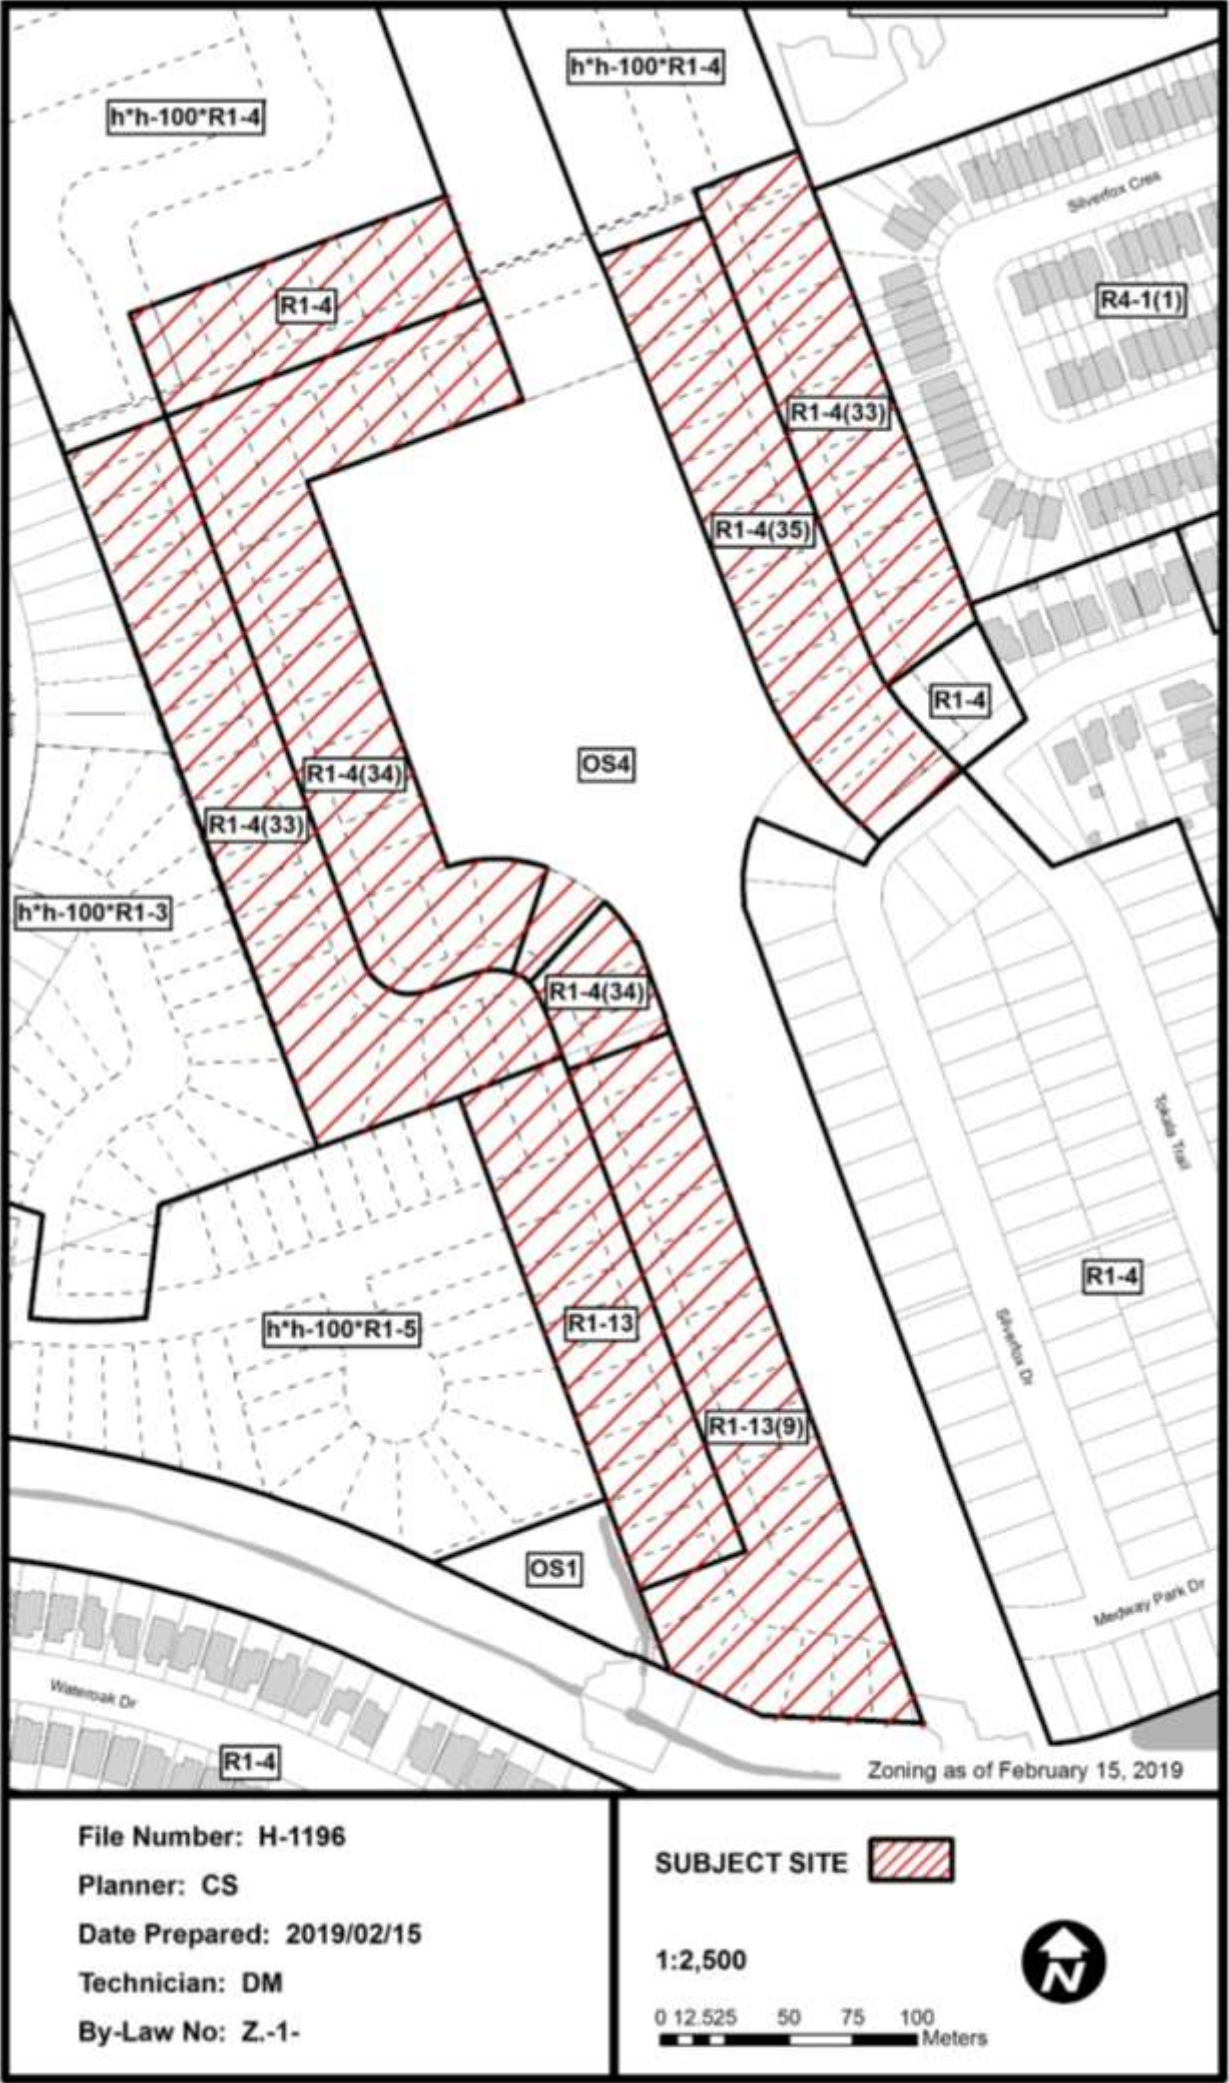 h*h-100*R1-4
h*h-100*R1-4
Silverfox Cres
R1-4
R4-1(1)
R1-4(33)
R1-4(35)
R1-4
OS4
R1-4(34)
R1-4(33)
h*h-100*R1-3
R1-4(34)
Tokala Trail
R1-4
h*h-100*R1-5
R1-13
Silverfox Dr
R1-13(9)
OS1
Medway Park Dr
Wateroak Dr
R1-4
Zoning as of February 15, 2019
File Number: H-1196
Planner: CS
Date Prepared: 2019/02/15
Technician: DM
By-Law No: Z.-1-
SUBJECT SITE
1:2,500
N
0 12.525 50 75 100
Meters